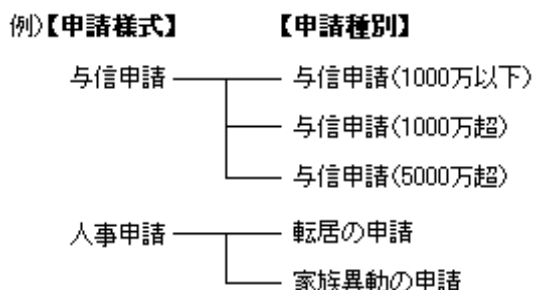 例)【申請様式】 【申請種別】
与信申請 与信申請(1000万以下)
与信申請(1000万超)
与信申請(5000万超)
人事申請 転居の申請
家族異動の申請